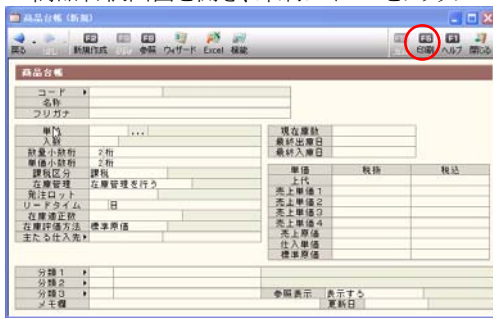 商品台帳（新規）
F2 F5 F6 F1
戻る 新規作成 参照 ウィザード Excel 機能 印刷 ヘルプ 閉じる
商品台帳
コード
名称
フリガナ
単位 ...
入数
数量小数桁 2 桁
単価小数桁 2 桁
課税区分 課税
在庫管理 在庫管理を行う
発注ロット
リードタイム 日
在庫適正数
在庫評価方法 標準原価
主たる仕入先
現在庫数
最終出庫日
最終入庫日
単価 税抜 税込
上代
売上単価1
売上単価2
売上単価3
売上単価4
売上原価
仕入単価
標準原価
分類1
分類2
分類3 参照表示 表示する
メモ欄 更新日